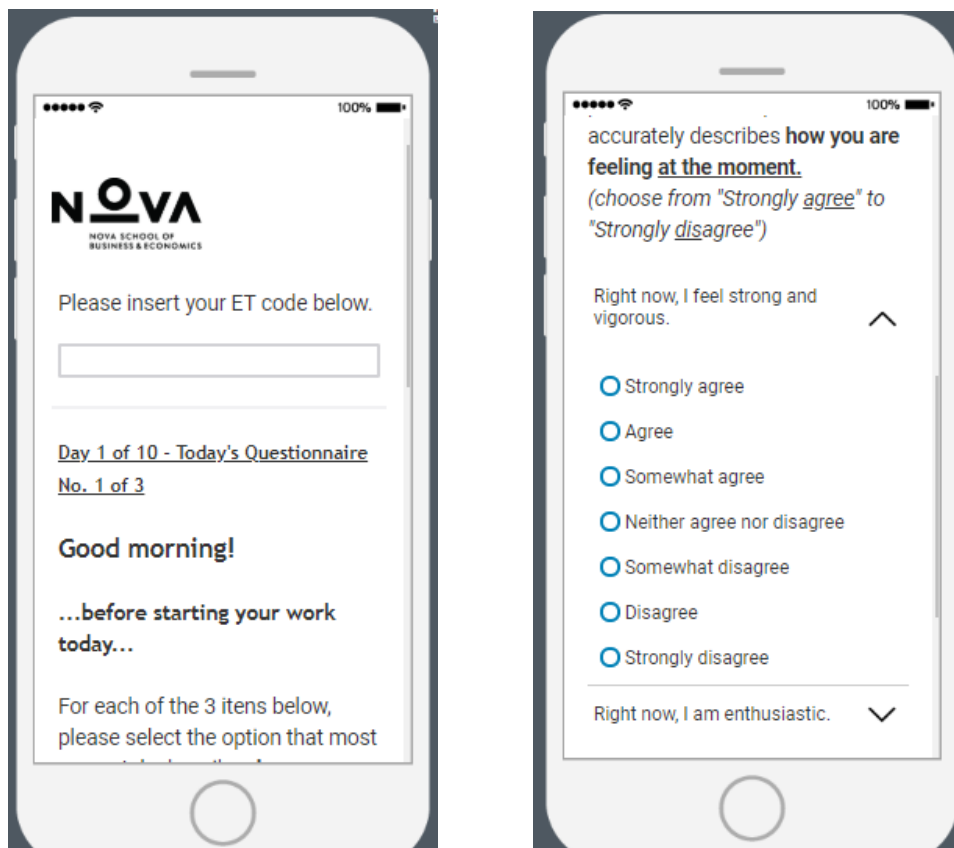 100%
NOVA
NOVA SCHOOL OF
BUSINESS & ECONOMICS
Please insert your ET code below.
Day 1 of 10 - Today's Questionnaire
No. 1 of 3
Good morning!
...before starting your work
today...
For each of the 3 itens below,
please select the option that most
100%
accurately describes how you are
feeling at the moment.
(choose from "Strongly agree" to
"Strongly disagree")
Right now, I feel strong and
vigorous.
Strongly agree
Agree
Somewhat agree
Neither agree nor disagree
Somewhat disagree
Disagree
Strongly disagree
Right now, I am enthusiastic.